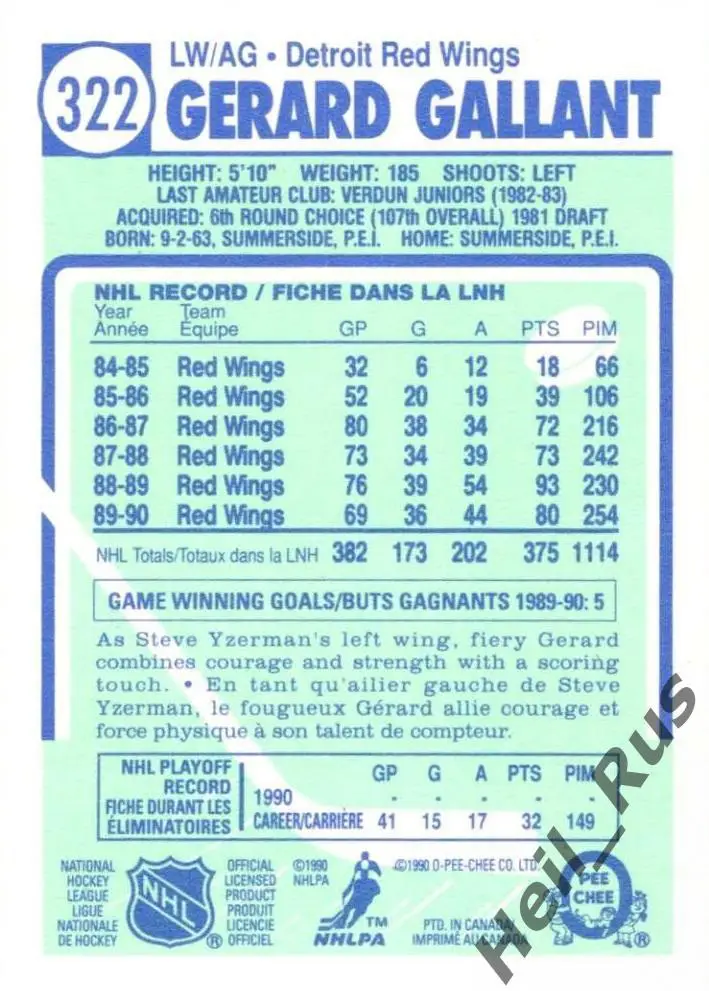 322
LW/AG • Detroit Red Wings
GERARD GALLANT
HEIGHT: 5'10" WEIGHT: 185 SHOOTS: LEFT
LAST AMATEUR CLUB: VERDUN JUNIORS (1982-83)
ACQUIRED: 6th ROUND CHOICE (107th OVERALL) 1981 DRAFT
BORN: 9-2-63, SUMMERSIDE, P.E.I. HOME: SUMMERSIDE, P.E.I.
NHL RECORD / FICHE DANS LA LNH
Year Team
Année Équipe GP G A PTS PIM
84-85 Red Wings 32 6 12 18 66
85-86 Red Wings 52 20 19 39 106
86-87 Red Wings 80 38 34 72 216
87-88 Red Wings 73 34 39 73 242
88-89 Red Wings 76 39 54 93 230
89-90 Red Wings 69 36 44 80 254
NHL Totals/Totaux dans la LNH 382 173 202 375 1114
GAME WINNING GOALS/BUTS GAGNANTS 1989-90: 5
As Steve Yzerman's left wing, fiery Gerard
combines courage and strength with a scoring
touch. • En tant qu'ailier gauche de Steve
Yzerman, le fougueux Gérard allie courage et
force physique à son talent de compteur.
NHL PLAYOFF
RECORD
FICHE DURANT LES
ÉLIMINATOIRES
GP G A PTS PIM
1990 - - - - -
CAREER/CARRIÈRE 41 15 17 32 149
NATIONAL
HOCKEY
LEAGUE
LIGUE
NATIONALE
DE HOCKEY
NHL
®
OFFICIAL
LICENSED
PRODUCT
PRODUIT
LICENCIE
OFFICIEL
©1990
NHLPA
TM
NHLPA
©1990 O-PEE-CHEE CO. LTD.
PTD. IN CANADA/
IMPRIMÉ AU CANADA
O
PEE
CHEE
®
Heil_Rus